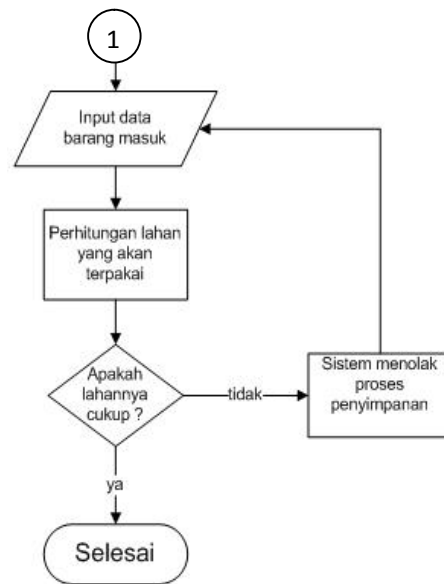 1
Input data
barang masuk
Perhitungan lahan
yang akan
terpakai
Apakah
lahannya
cukup ?
tidak
Sistem menolak
proses
penyimpanan
ya
Selesai